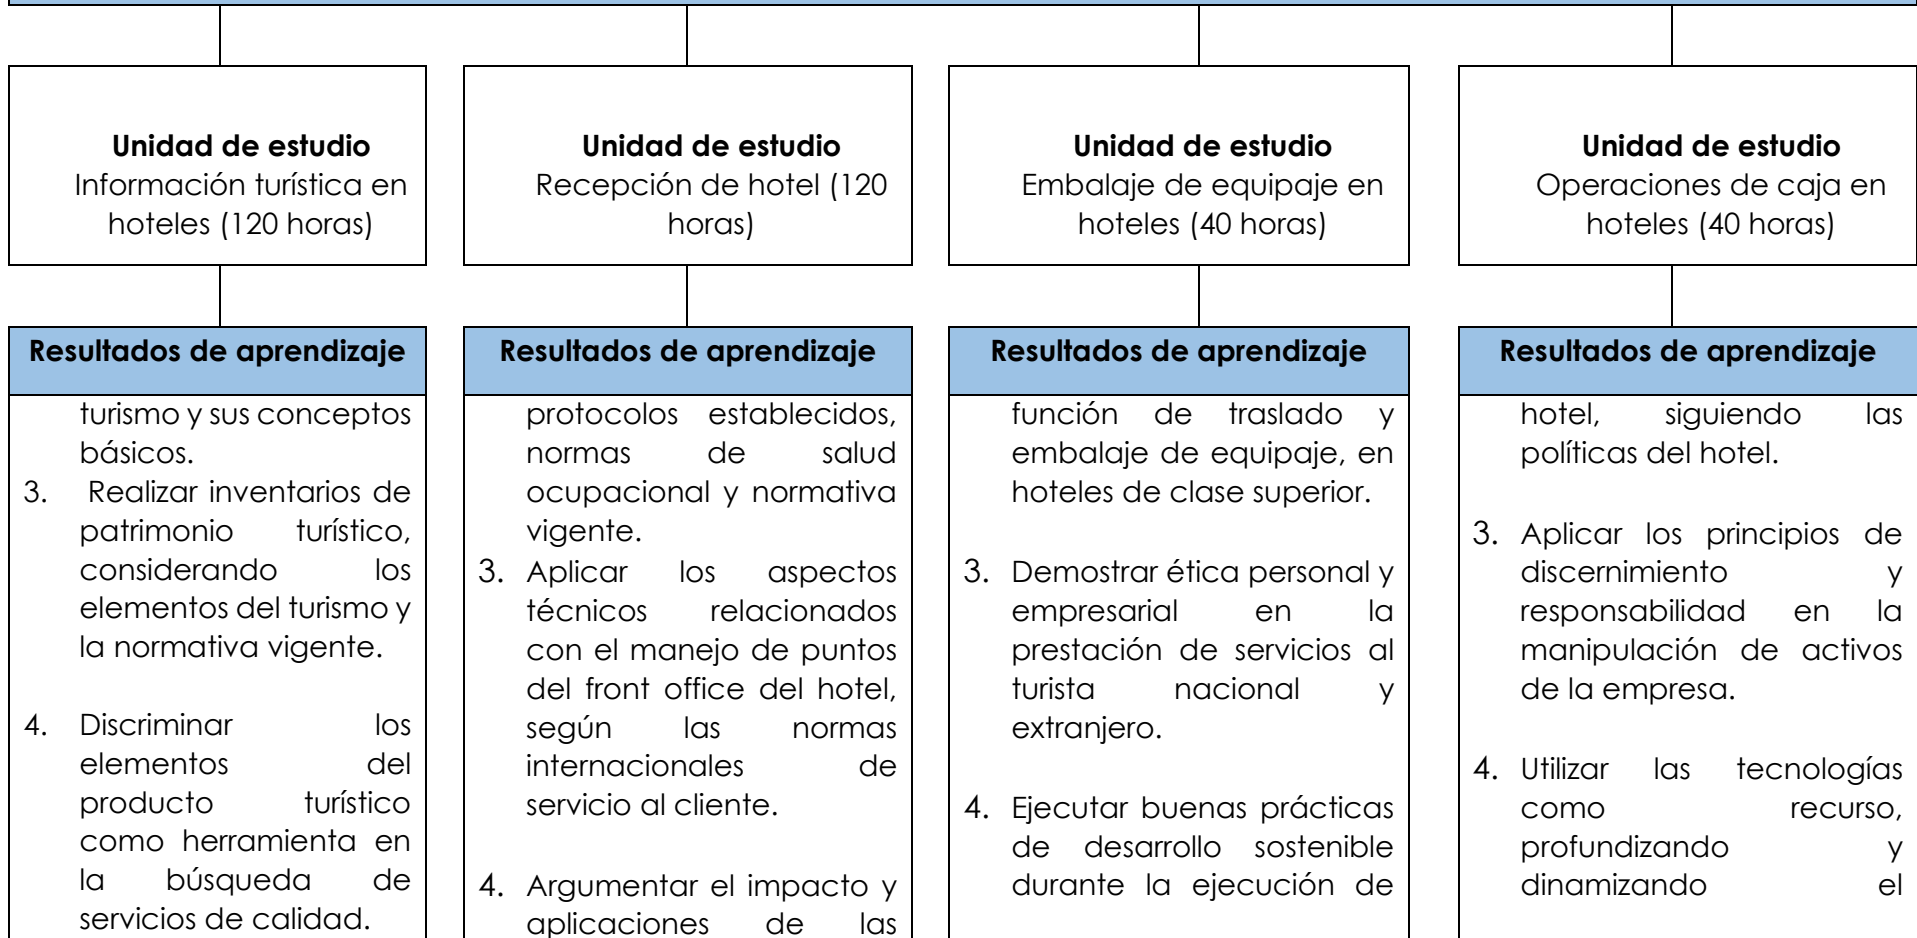 Unidad de estudio
Información turística en
hoteles (120 horas)
Unidad de estudio
Recepción de hotel (120
horas)
Unidad de estudio
Embalaje de equipaje en
hoteles (40 horas)
Unidad de estudio
Operaciones de caja en
hoteles (40 horas)
Resultados de aprendizaje
turismo y sus conceptos
básicos.
3. Realizar inventarios de
patrimonio turístico,
considerando los
elementos del turismo y
la normativa vigente.
4. Discriminar los
elementos del
producto turístico
como herramienta en
la búsqueda de
servicios de calidad.
Resultados de aprendizaje
protocolos establecidos,
normas de salud
ocupacional y normativa
vigente.
3. Aplicar los aspectos
técnicos relacionados
con el manejo de puntos
del front office del hotel,
según las normas
internacionales de
servicio al cliente.
4. Argumentar el impacto y
aplicaciones de las
Resultados de aprendizaje
función de traslado y
embalaje de equipaje, en
hoteles de clase superior.
3. Demostrar ética personal y
empresarial en la
prestación de servicios al
turista nacional y
extranjero.
4. Ejecutar buenas prácticas
de desarrollo sostenible
durante la ejecución de
Resultados de aprendizaje
hotel, siguiendo las
políticas del hotel.
3. Aplicar los principios de
discernimiento y
responsabilidad en la
manipulación de activos
de la empresa.
4. Utilizar las tecnologías
como recurso,
profundizando y
dinamizando el